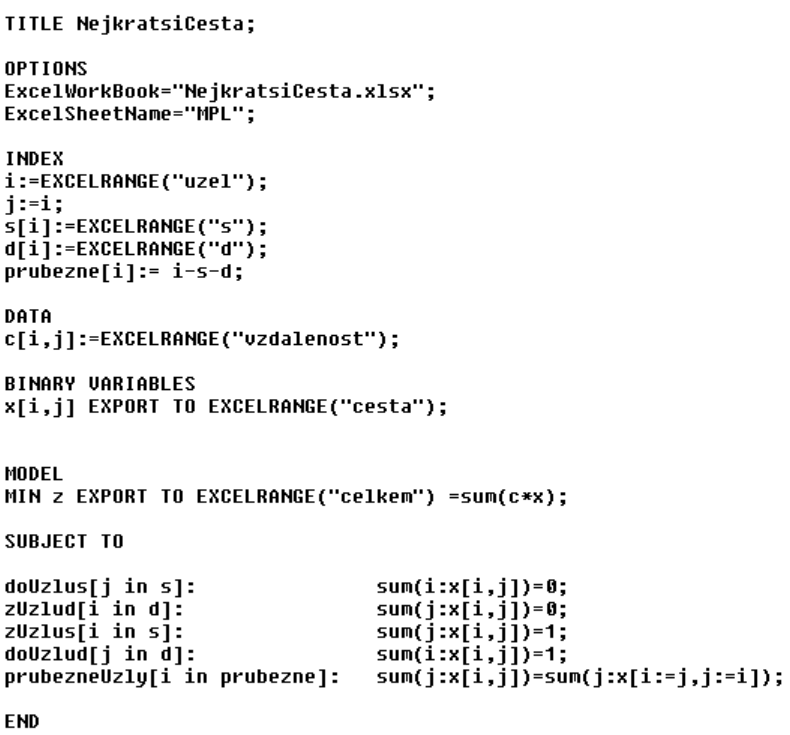 TITLE NejkratsiCesta;
OPTIONS
ExcelWorkBook="NejkratsiCesta.xlsx";
ExcelSheetName="MPL";
INDEX
i:=EXCELRANGE("uzel");
j:=i;
s[i]:=EXCELRANGE("s");
d[i]:=EXCELRANGE("d");
prubezne[i]:= i-s-d;
DATA
c[i,j]:=EXCELRANGE("vzdalenost");
BINARY VARIABLES
x[i,j] EXPORT TO EXCELRANGE("cesta");
MODEL
MIN z EXPORT TO EXCELRANGE("celkem") =sum(c*x);
SUBJECT TO
doUzlus[j in s]: sum(i:x[i,j])=0;
zUzlud[i in d]: sum(j:x[i,j])=0;
zUzlus[i in s]: sum(j:x[i,j])=1;
doUzlud[j in d]: sum(i:x[i,j])=1;
prubezneUzly[i in prubezne]: sum(j:x[i,j])=sum(j:x[i:=j,j:=i]);
END